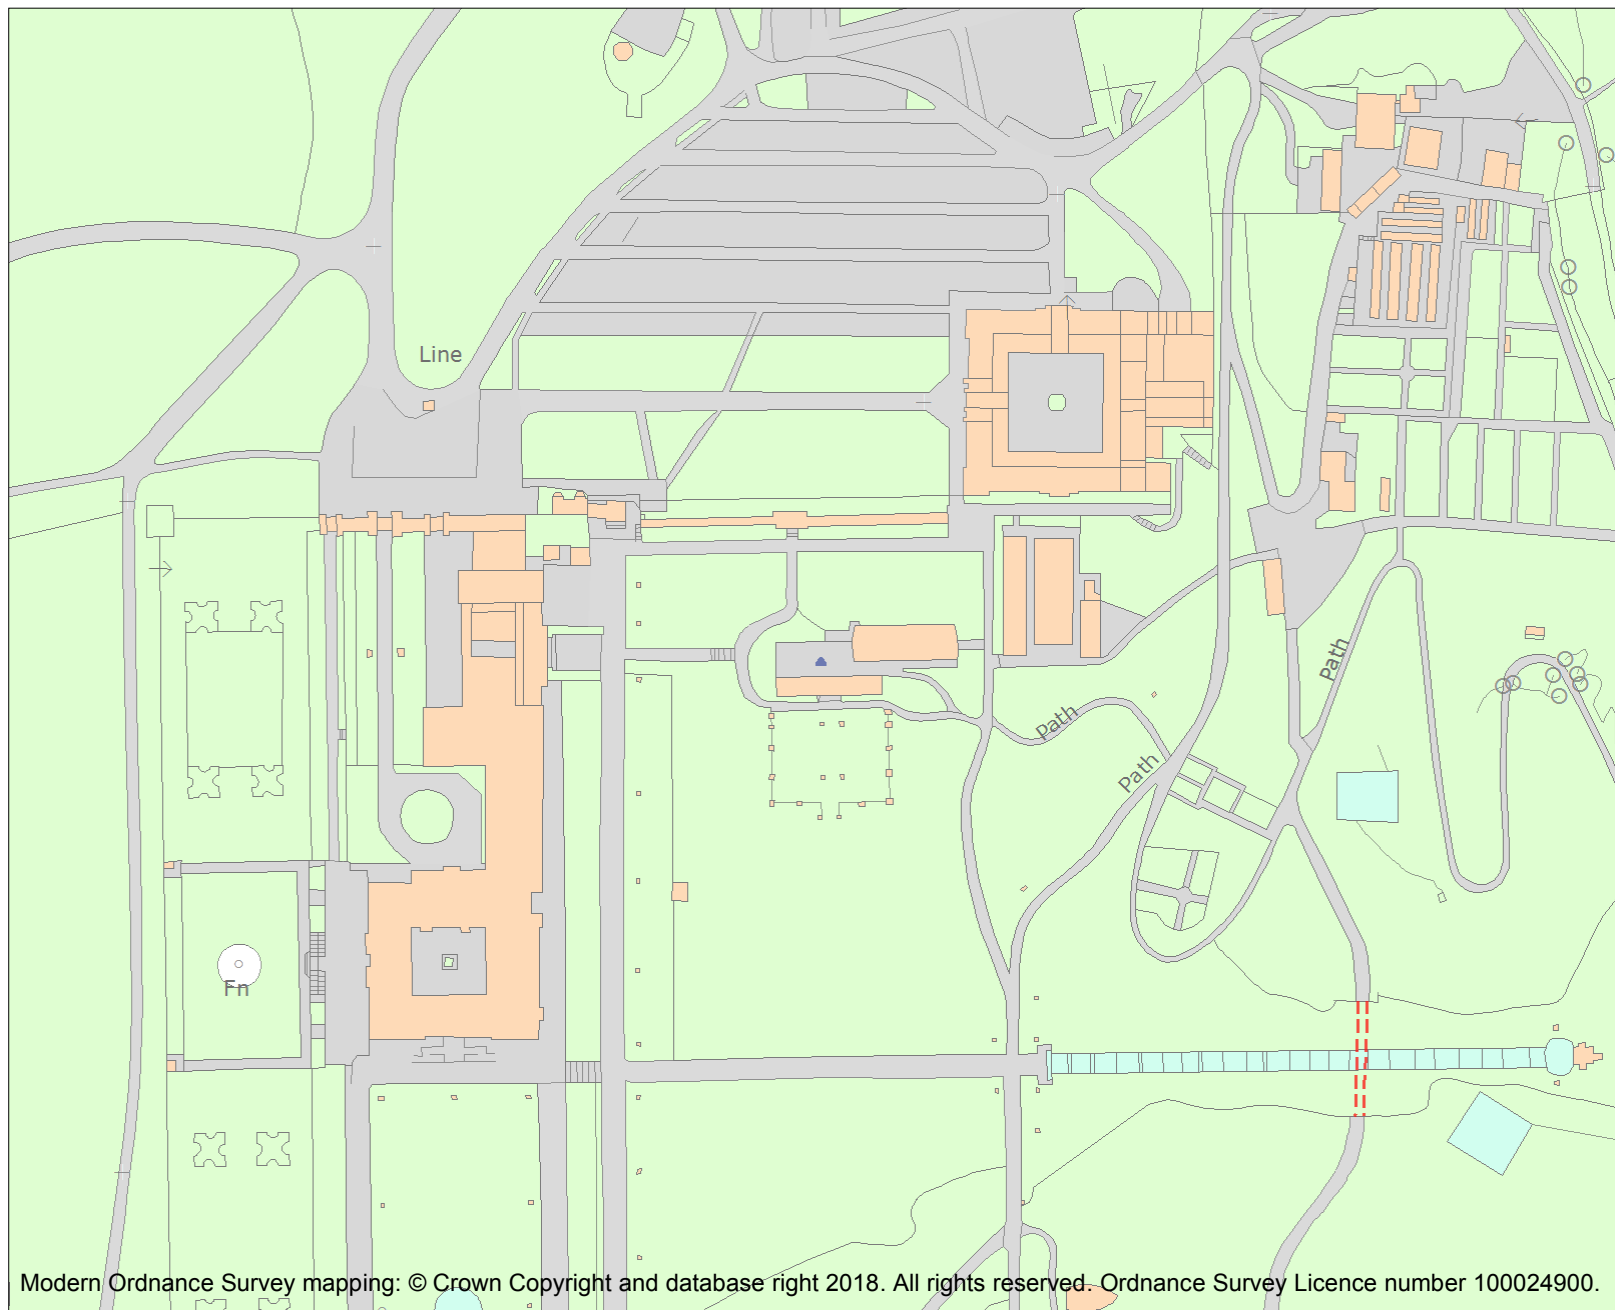 Line
Path
Path
Path
Fn
Modern Ordnance Survey mapping: © Crown Copyright and database right 2018. All rights reserved. Ordnance Survey Licence number 100024900.